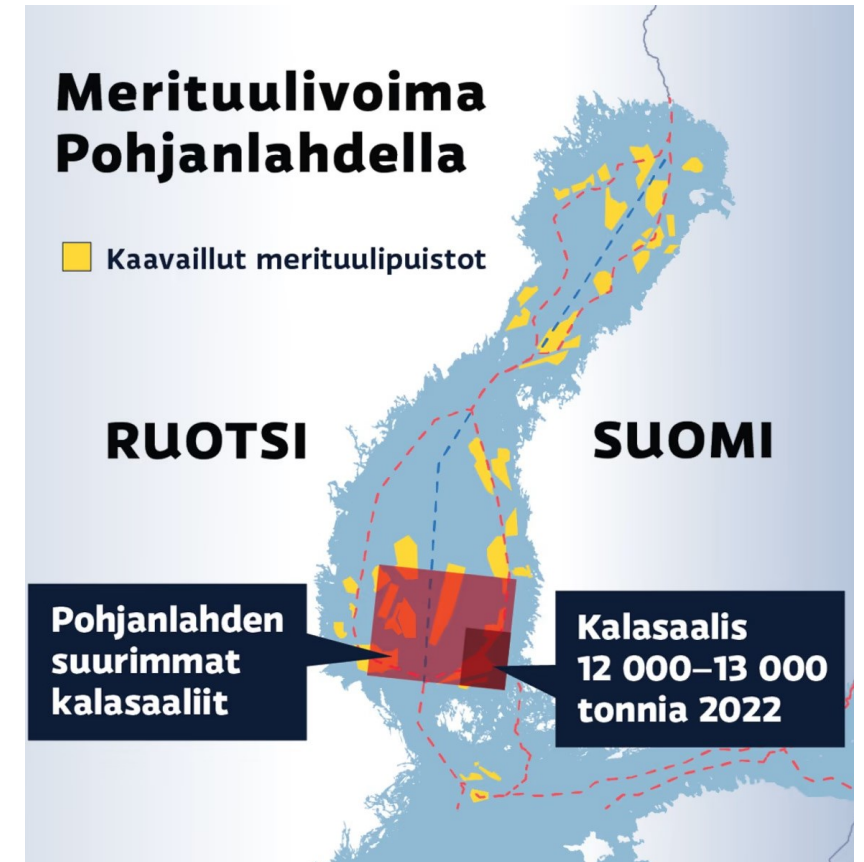 Merituulivoima
Pohjanlahdella
Kaavaillut merituulipuistot
RUOTSI
SUOMI
Pohjanlahden
suurimmat
kalasaaliit
Kalasaalis
12 000–13 000
tonnia 2022